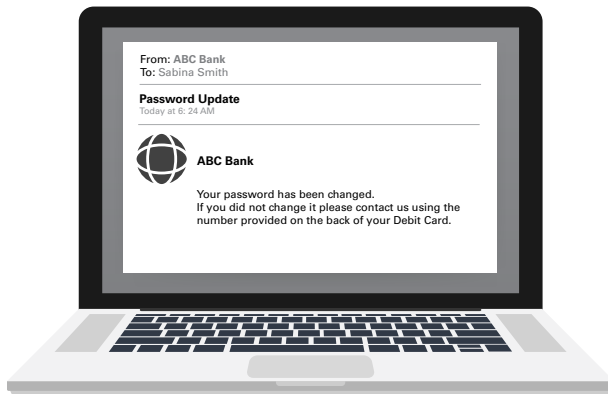 From: ABC Bank
To: Sabina Smith
Password Update
Today at 6: 24 AM
ABC Bank
Your password has been changed.
If you did not change it please contact us using the
number provided on the back of your Debit Card.